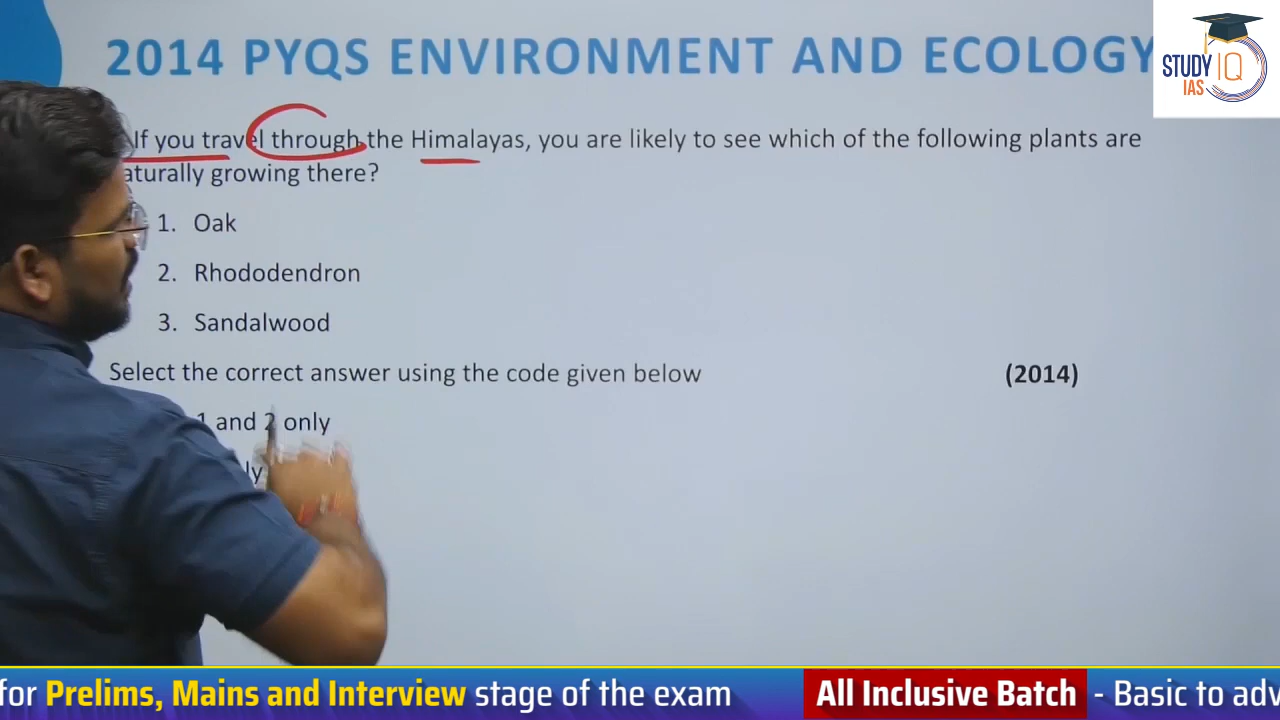 2014 PYQS ENVIRONMENT AND ECOLOGY
STUDY IQ
IAS
If you travel through the Himalayas, you are likely to see which of the following plants are
growing there?
1. Oak
2. Rhododendron
3. Sandalwood
Select the correct answer using the code given below (2014)
1 and 2 only
for Prelims, Mains and Interview stage of the exam All Inclusive Batch - Basic to